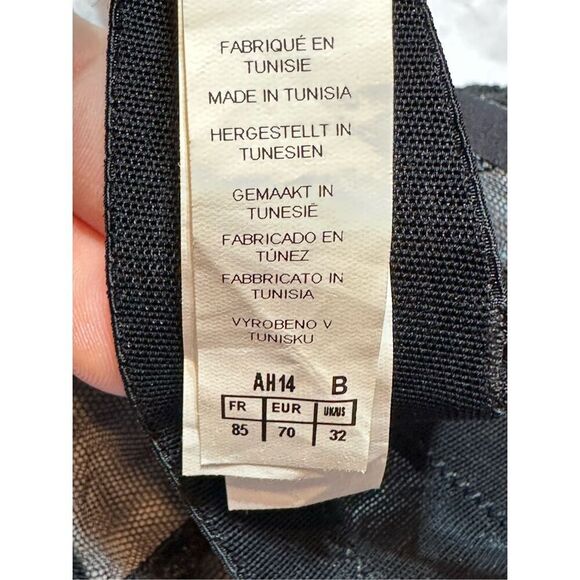 FABRIQUÉ EN
TUNISIE
MADE IN TUNISIA
HERGESTELLT IN
TUNESIEN
GEMAAKT IN
TUNESIË
FABRICADO EN
TÚNEZ
FABBRICATO IN
TUNISIA
VYROBENO V
TUNISKU
AH14 B
FR EUR UK/US
85 70 32